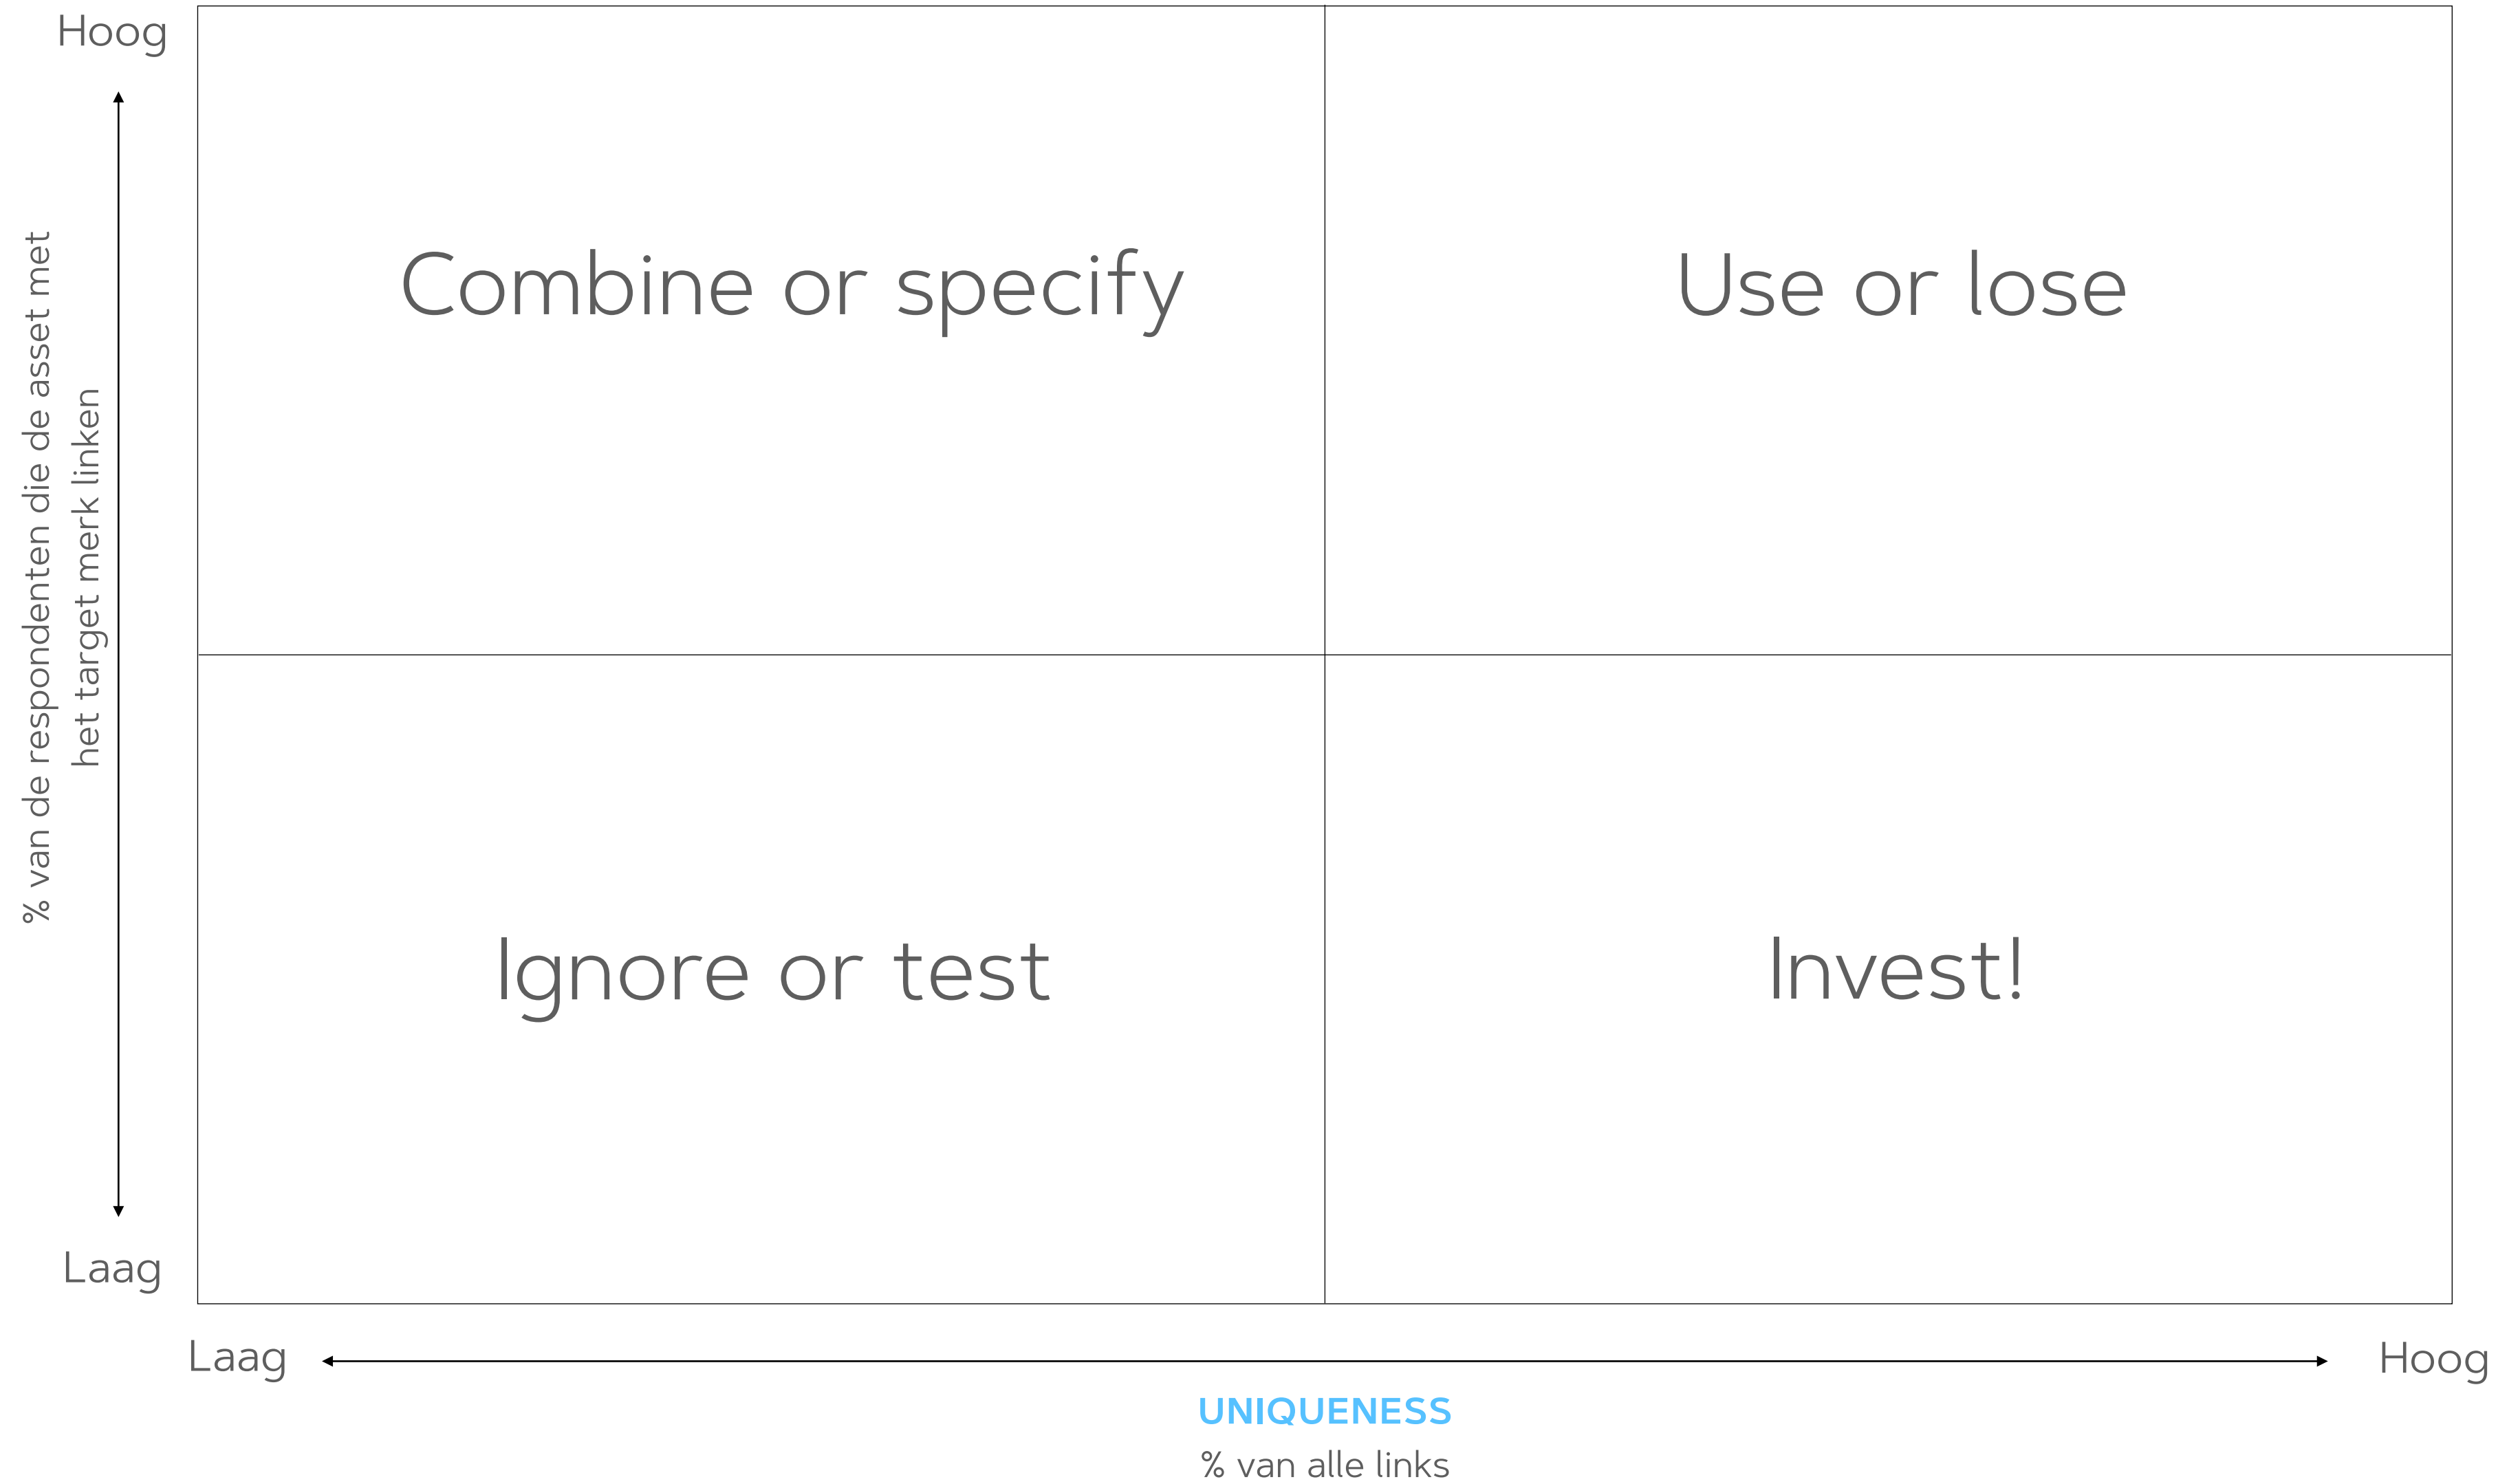 Hoog
% van de respondenten die de asset met
het target merk linken
Combine or specify
Use or lose
Ignore or test
Invest!
Laag
Laag
Hoog
UNIQUENESS
% van alle links